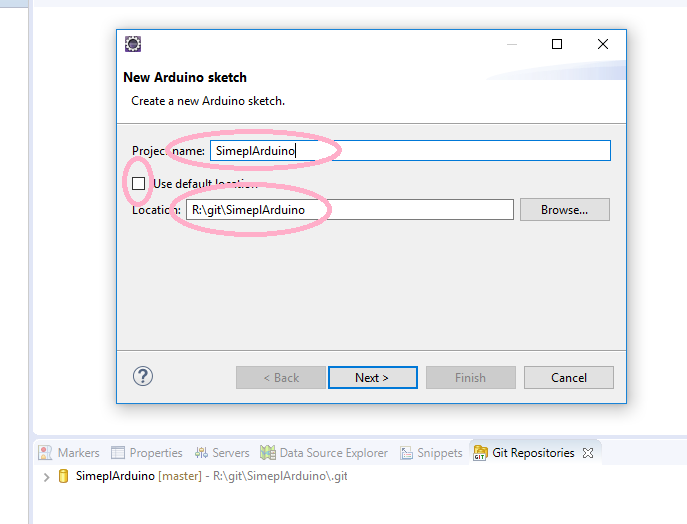 New Arduino sketch
Create a new Arduino sketch.
Project name: SimeplArduino
Use default location
Location: R:\git\SimeplArduino Browse...
? < Back Next > Finish Cancel
Markers Properties Servers Data Source Explorer Snippets GIT Git Repositories
SimeplArduino [master] - R:\git\SimeplArduino\.git